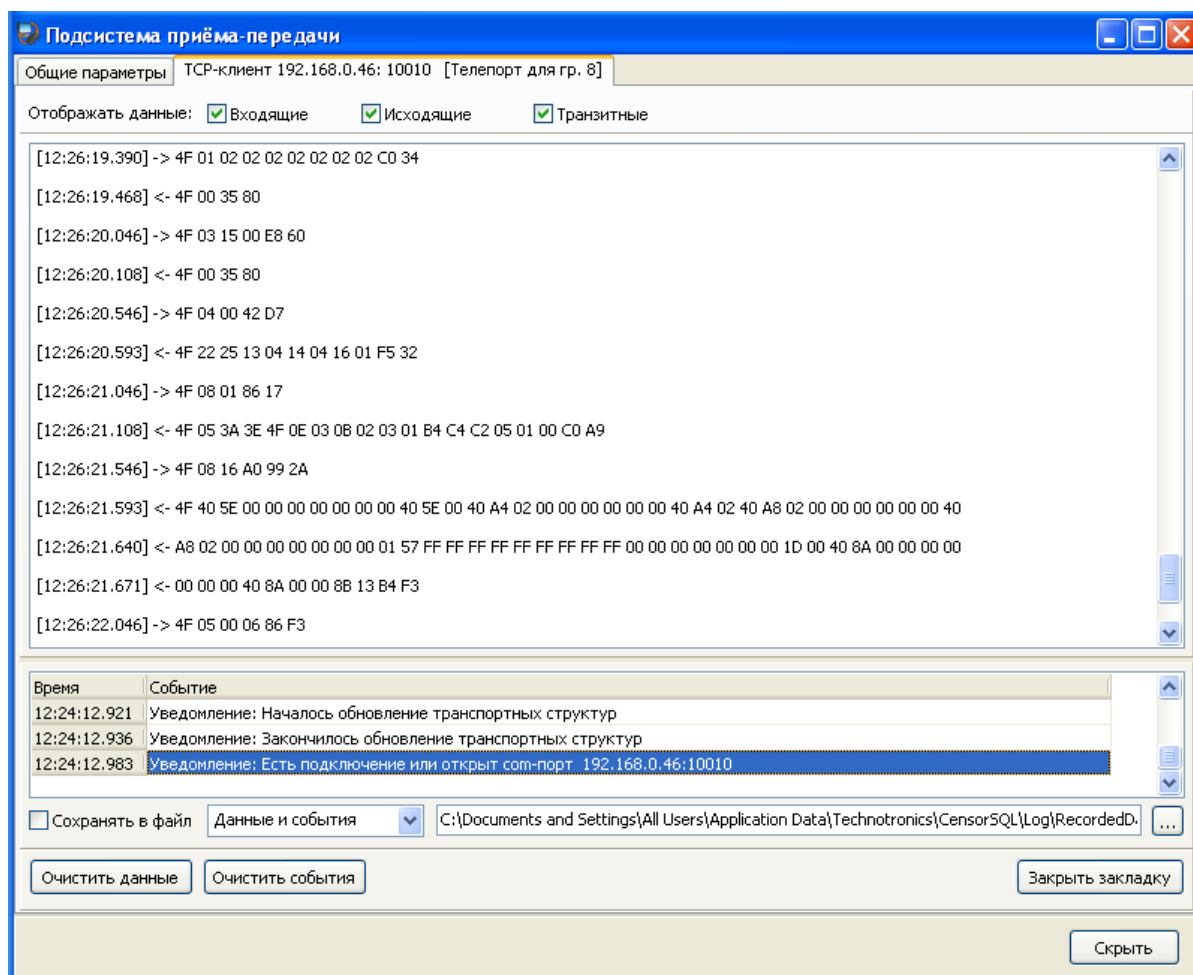 Подсистема приёма-передачи
Общие параметры
TCP-клиент 192.168.0.46: 10010 [Телепорт для гр. 8]
Отображать данные: Входящие Исходящие Транзитные
[12:26:19.390] -> 4F 01 02 02 02 02 02 02 02 C0 34
[12:26:19.468] <- 4F 00 35 80
[12:26:20.046] -> 4F 03 15 00 E8 60
[12:26:20.108] <- 4F 00 35 80
[12:26:20.546] -> 4F 04 00 42 D7
[12:26:20.593] <- 4F 22 25 13 04 14 04 16 01 F5 32
[12:26:21.046] -> 4F 08 01 86 17
[12:26:21.108] <- 4F 05 3A 3E 4F 0E 03 0B 02 03 01 B4 C4 C2 05 01 00 C0 A9
[12:26:21.546] -> 4F 08 16 A0 99 2A
[12:26:21.593] <- 4F 40 5E 00 00 00 00 00 00 00 40 5E 00 40 A4 02 00 00 00 00 00 00 40 A4 02 40 A8 02 00 00 00 00 00 00 40
[12:26:21.640] <- A8 02 00 00 00 00 00 00 00 01 57 FF FF FF FF FF FF FF FF FF FF 00 00 00 00 00 00 00 1D 00 40 8A 00 00 00 00
[12:26:21.671] <- 00 00 00 40 8A 00 00 8B 13 B4 F3
[12:26:22.046] -> 4F 05 00 06 86 F3
Время Событие
12:24:12.921 Уведомление: Началось обновление транспортных структур
12:24:12.936 Уведомление: Закончилось обновление транспортных структур
12:24:12.983 Уведомление: Есть подключение или открыт com-порт 192.168.0.46:10010
Сохранять в файл Данные и события C:\Documents and Settings\All Users\Application Data\Technotronics\CensorSQL\Log\RecordedD. ...
Очистить данные Очистить события Закрыть закладку
Скрыть